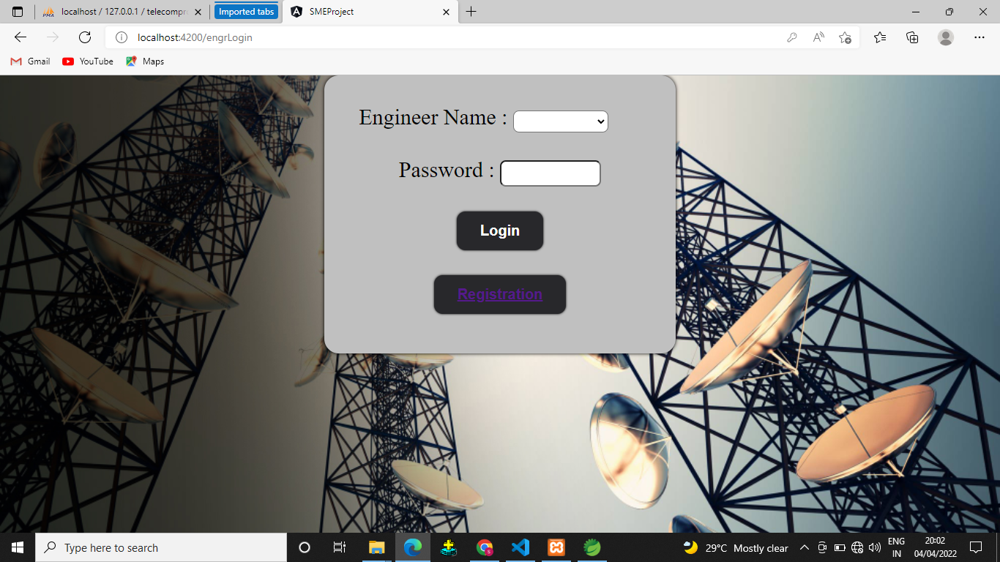 localhost / 127.0.0.1 / telecompro
Imported tabs
SMEProject
localhost:4200/engrLogin
Gmail
YouTube
Maps
Engineer Name :
Password :
Login
Registration
Type here to search
29°C Mostly clear
ENG
IN
20:02
04/04/2022